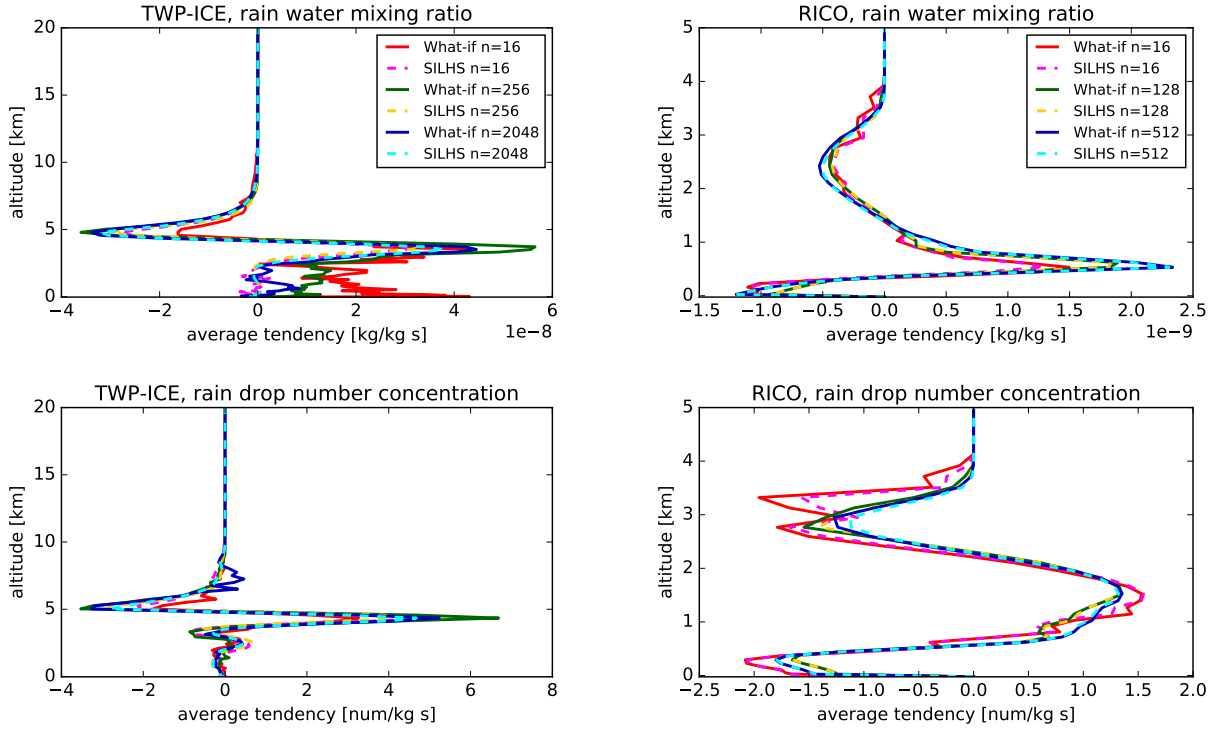 TWP-ICE, rain water mixing ratio
20
15
10
5
0
altitude [km]
What-if n=16
SILHS n=16
What-if n=256
SILHS n=256
What-if n=2048
SILHS n=2048
−4 −2 0 2 4 6
1e−8
average tendency [kg/kg s]
RICO, rain water mixing ratio
5
4
3
2
1
0
altitude [km]
What-if n=16
SILHS n=16
What-if n=128
SILHS n=128
What-if n=512
SILHS n=512
−1.5 −1.0 −0.5 0.0 0.5 1.0 1.5 2.0 2.5
1e−9
average tendency [kg/kg s]
TWP-ICE, rain drop number concentration
20
15
10
5
0
altitude [km]
−4 −2 0 2 4 6 8
average tendency [num/kg s]
RICO, rain drop number concentration
5
4
3
2
1
0
altitude [km]
−2.5 −2.0 −1.5 −1.0 −0.5 0.0 0.5 1.0 1.5 2.0
average tendency [num/kg s]